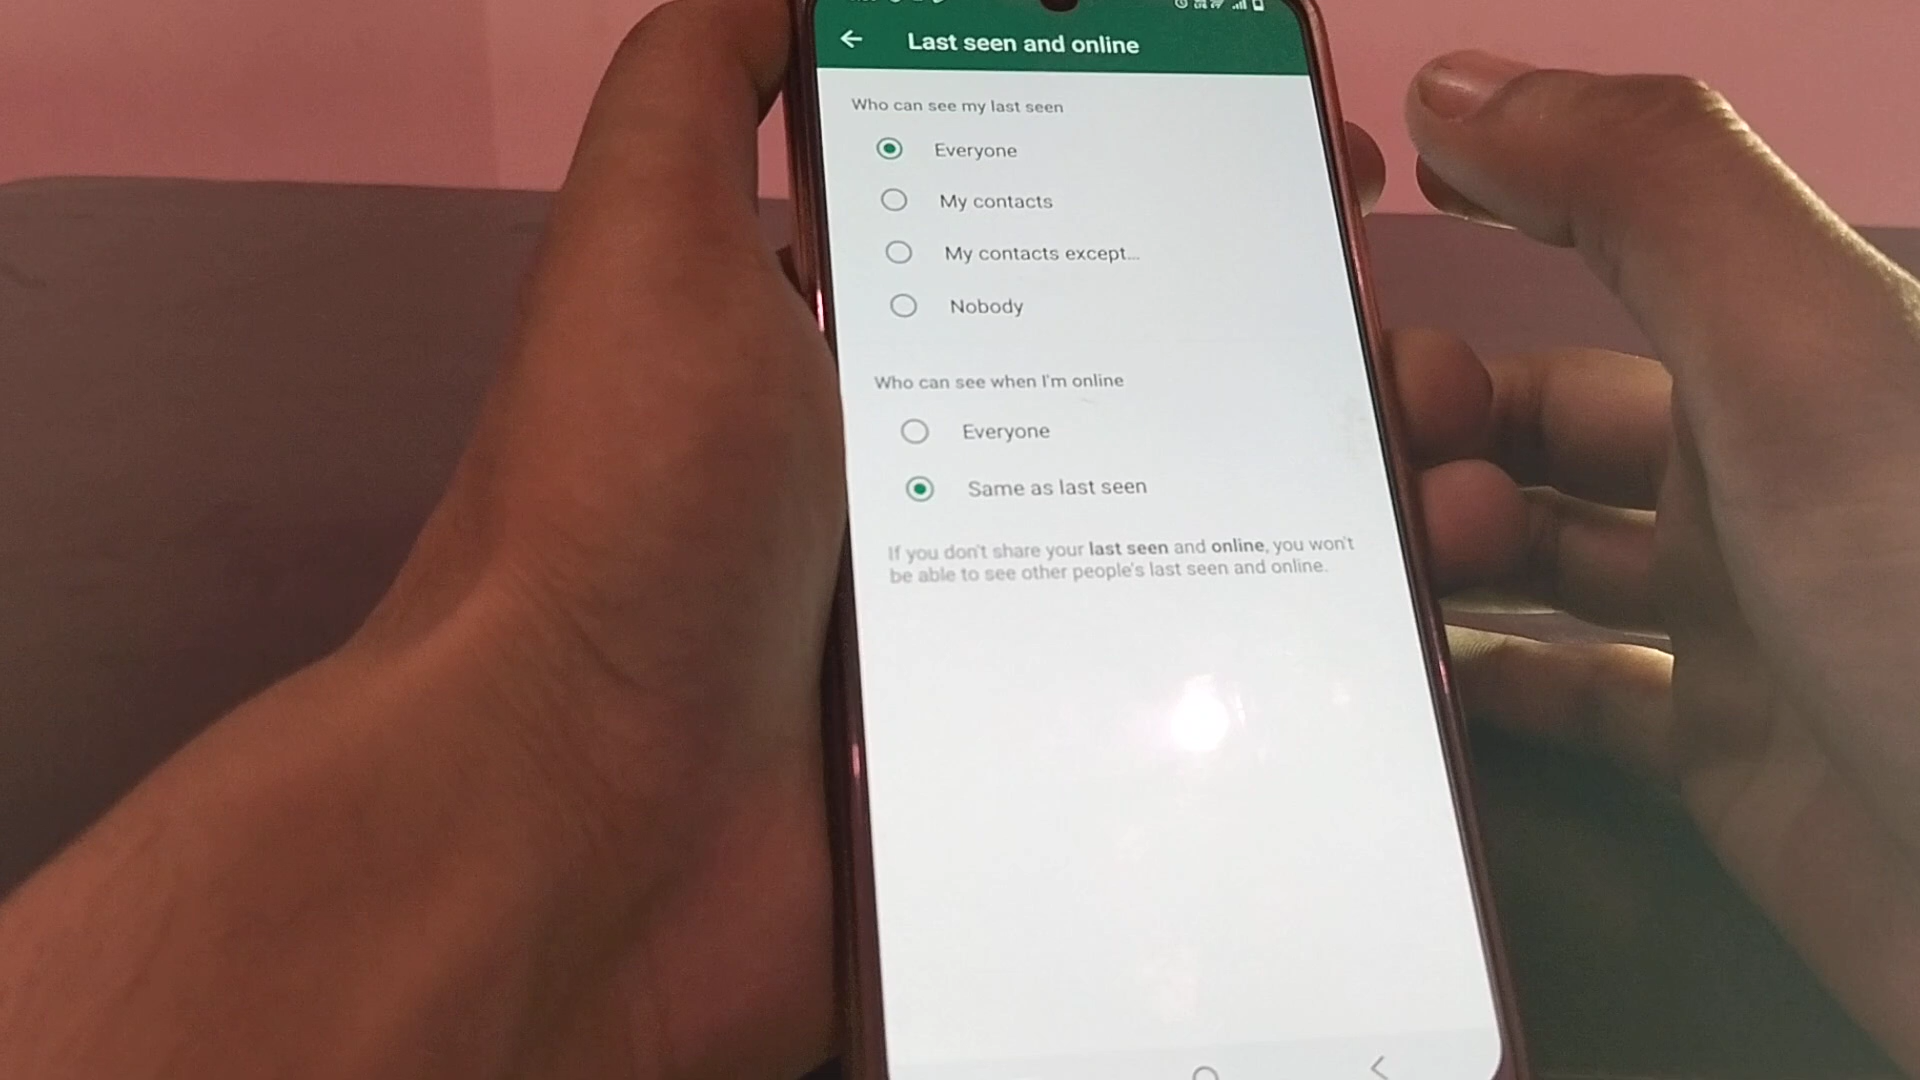 Last seen and online
Who can see my last seen
Everyone
My contacts
My contacts except...
Nobody
Who can see when I'm online
Everyone
Same as last seen
If you don't share your last seen and online, you won't
be able to see other people's last seen and online.